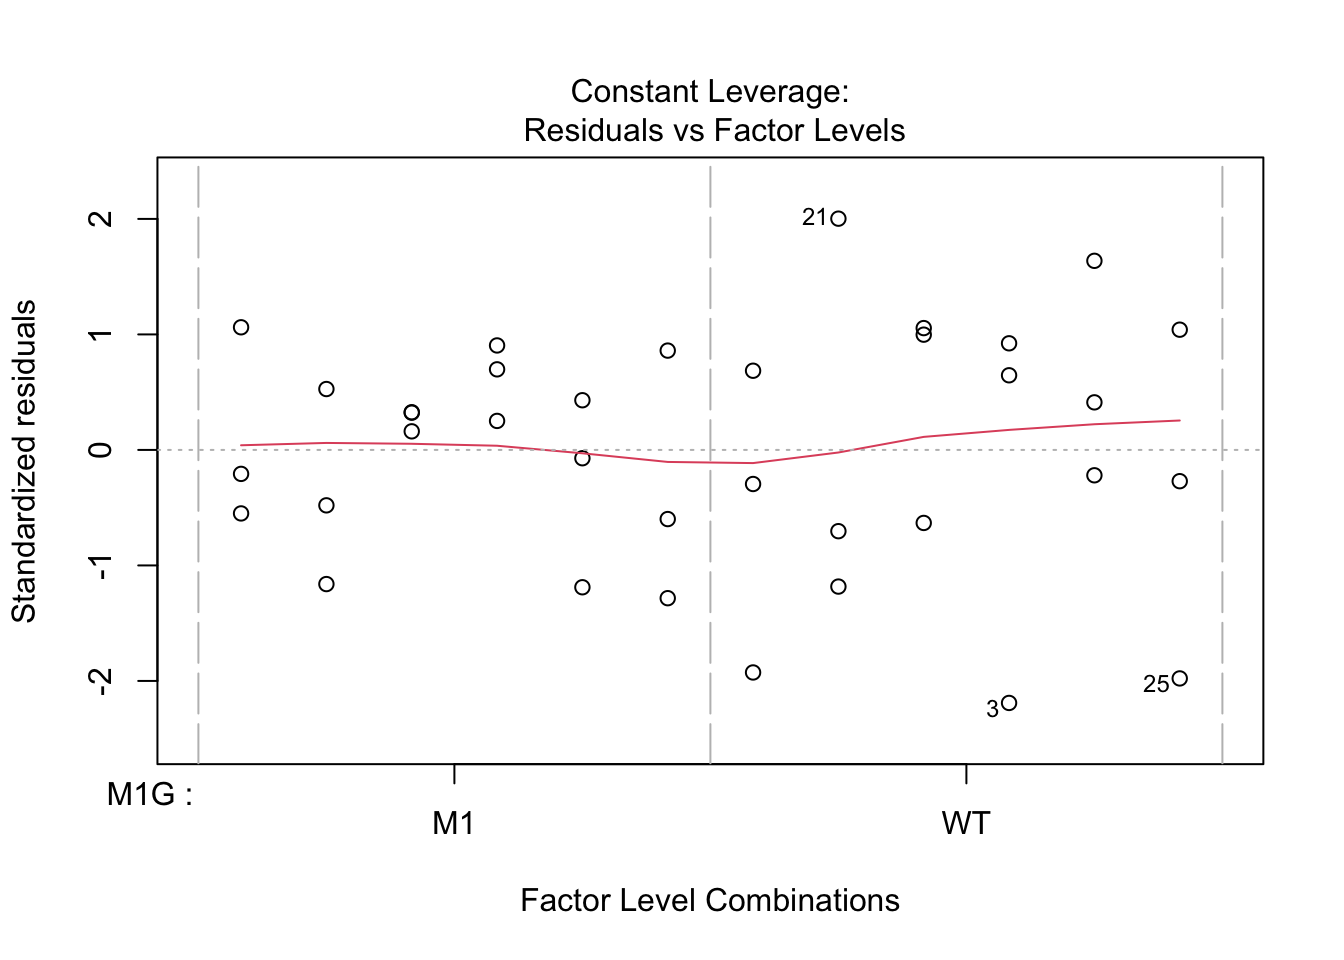 Constant Leverage:
Residuals vs Factor Levels
Standardized residuals
2
1
0
-1
-2
21
3
25
M1G :
M1
WT
Factor Level Combinations